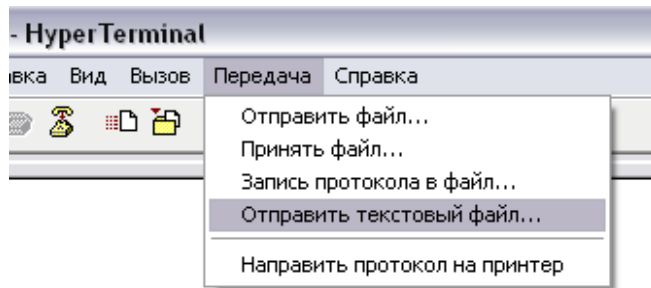 - HyperTerminal
авка Вид Вызов Передача Справка
Отправить файл...
Принять файл...
Запись протокола в файл...
Отправить текстовый файл...
Направить протокол на принтер